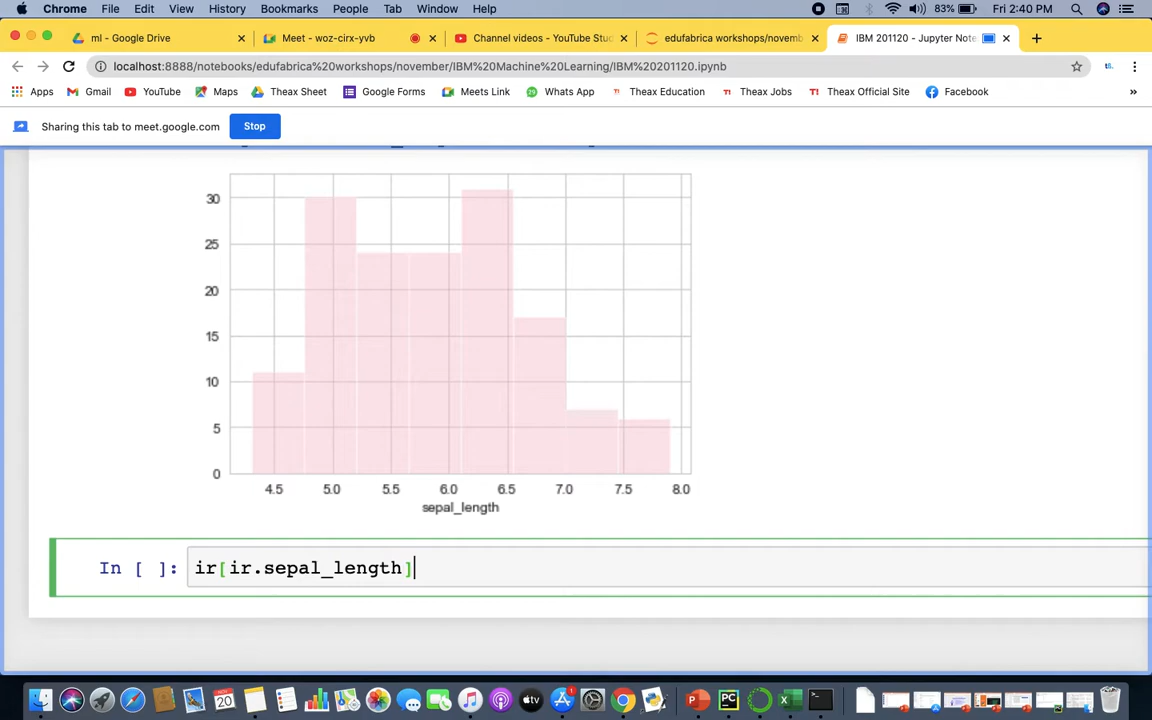 Chrome File Edit View History Bookmarks People Tab Window Help 83% Fri 2:40 PM
ml - Google Drive Meet - woz-cirx-yvb Channel videos - YouTube Stu edufabrica workshops/novemb IBM 201120 - Jupyter Note
localhost:8888/notebooks/edufabrica%20workshops/november/IBM%20Machine%20Learning/IBM%20201120.ipynb
Apps Gmail YouTube Maps Theax Sheet Google Forms Meets Link Whats App Theax Education Theax Jobs Theax Official Site Facebook »
Sharing this tab to meet.google.com Stop
30
25
20
15
10
5
0
4.5 5.0 5.5 6.0 6.5 7.0 7.5 8.0
sepal_length
In [ ]: ir[ir.sepal_length]